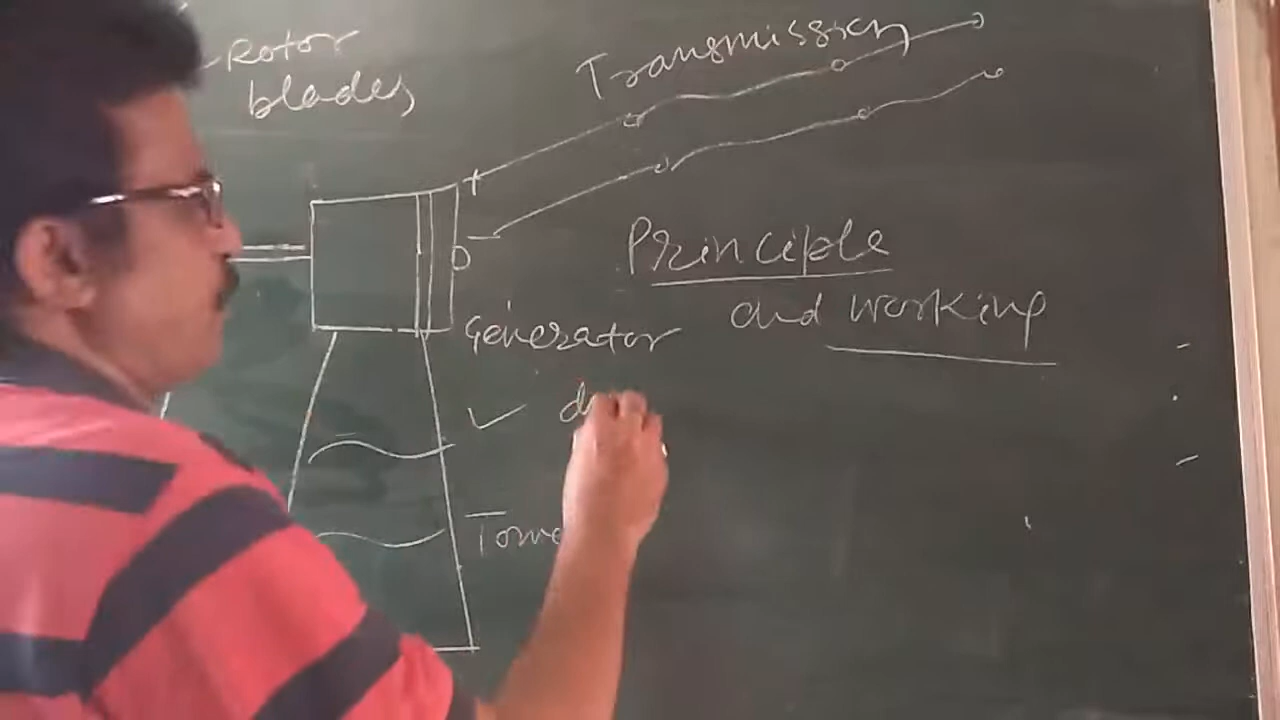 Rotor
blades
Transmission
+
-
Principle
and working
Generator